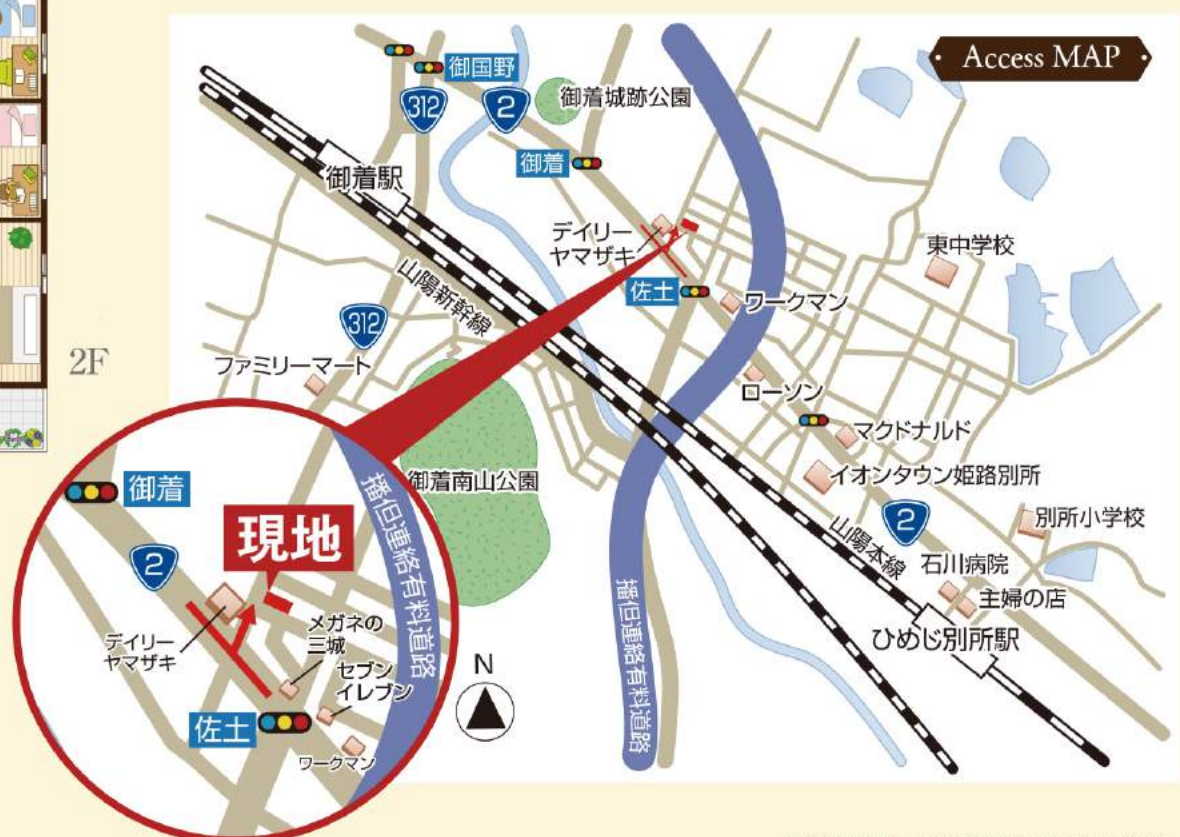 Access MAP
御国野
312
2
御着城跡公園
御着
御着駅
デイリー
ヤマザキ
東中学校
佐土
ワークマン
山陽新幹線
312
2F
ファミリーマート
ローソン
マクドナルド
イオンタウン姫路別所
御着南山公園
2
別所小学校
山陽本線
石川病院
主婦の店
ひめじ別所駅
播但連絡有料道路
播但連絡有料道路
御着
現地
2
デイリー
ヤマザキ
メガネの
三城
セブン
イレブン
佐土
ワークマン
N